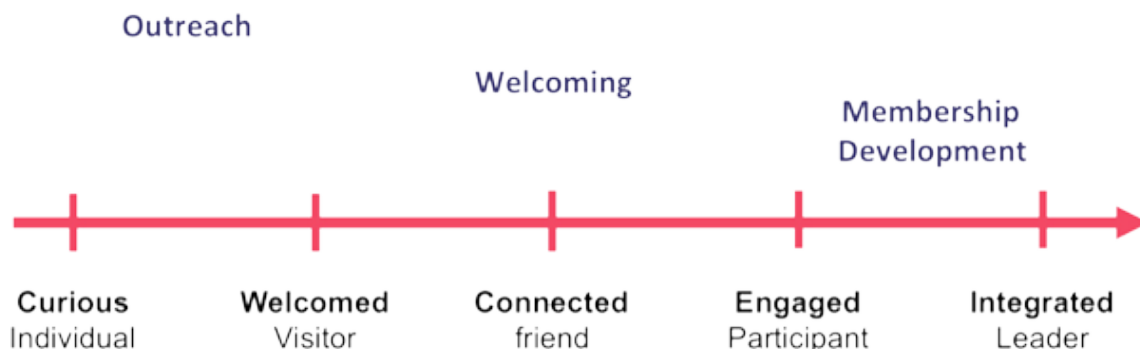 Outreach
Welcoming
Membership
Development
Curious
Individual
Welcomed
Visitor
Connected
friend
Engaged
Participant
Integrated
Leader